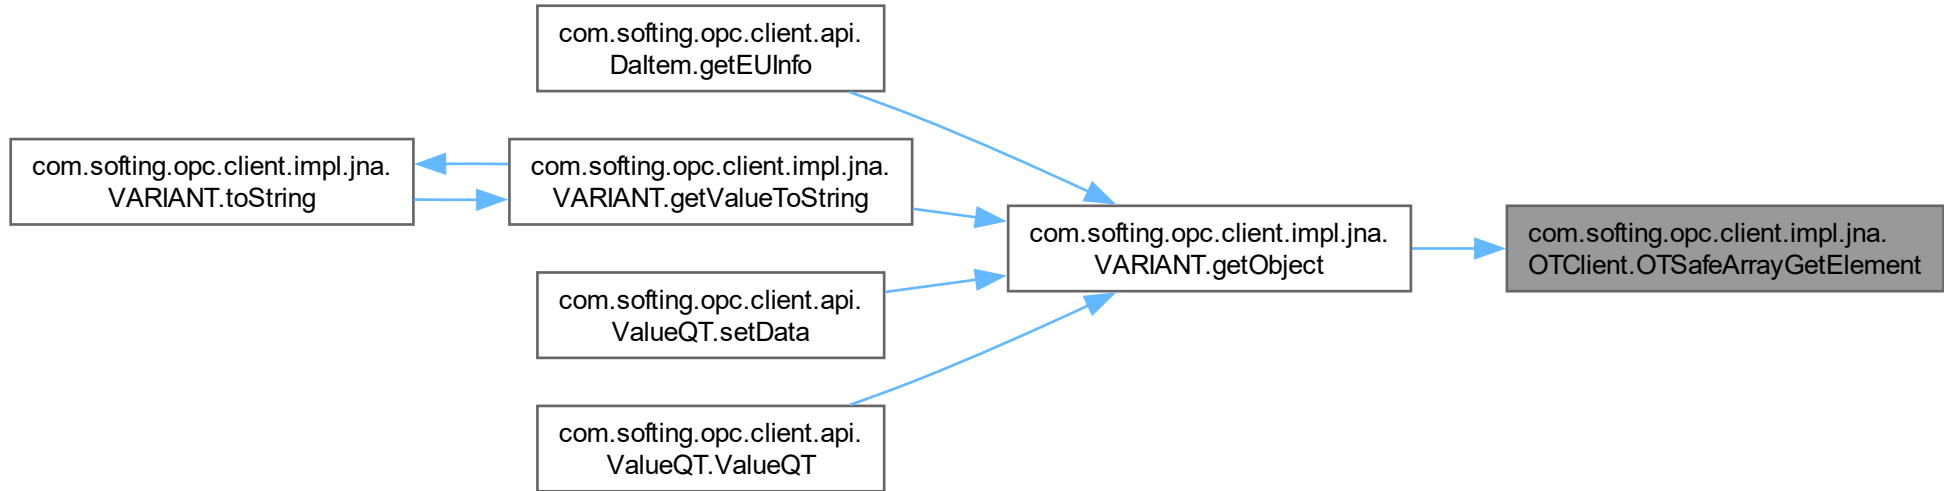 com.softing.opc.client.api.
DaItem.getEUInfo
com.softing.opc.client.impl.jna.
VARIANT.toString
com.softing.opc.client.impl.jna.
VARIANT.getValueToString
com.softing.opc.client.impl.jna.
VARIANT.getObject
com.softing.opc.client.impl.jna.
OTClient.OTSafeArrayGetElement
com.softing.opc.client.api.
ValueQT.setData
com.softing.opc.client.api.
ValueQT.ValueQT